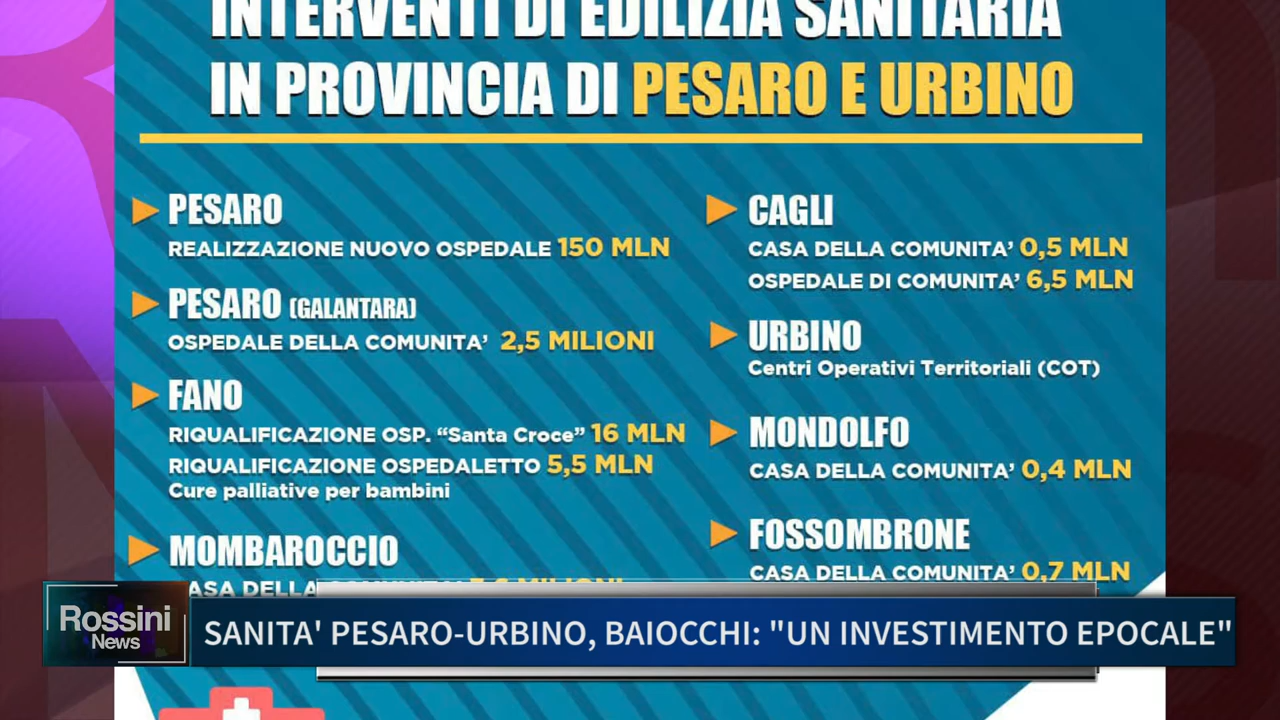 INTERVENTI DI EDILIZIA SANITARIA
IN PROVINCIA DI PESARO E URBINO
PESARO
REALIZZAZIONE NUOVO OSPEDALE 150 MLN
PESARO (GALANTARA)
OSPEDALE DELLA COMUNITA’ 2,5 MILIONI
FANO
RIQUALIFICAZIONE OSP. “Santa Croce” 16 MLN
RIQUALIFICAZIONE OSPEDALETTO 5,5 MLN
Cure palliative per bambini
MOMBAROCCIO
CASA DELLA
CAGLI
CASA DELLA COMUNITA’ 0,5 MLN
OSPEDALE DI COMUNITA’ 6,5 MLN
URBINO
Centri Operativi Territoriali (COT)
MONDOLFO
CASA DELLA COMUNITA’ 0,4 MLN
FOSSOMBRONE
CASA DELLA COMUNITA’ 0,7 MLN
Rossini
News
SANITA' PESARO-URBINO, BAIOCCHI: "UN INVESTIMENTO EPOCALE"